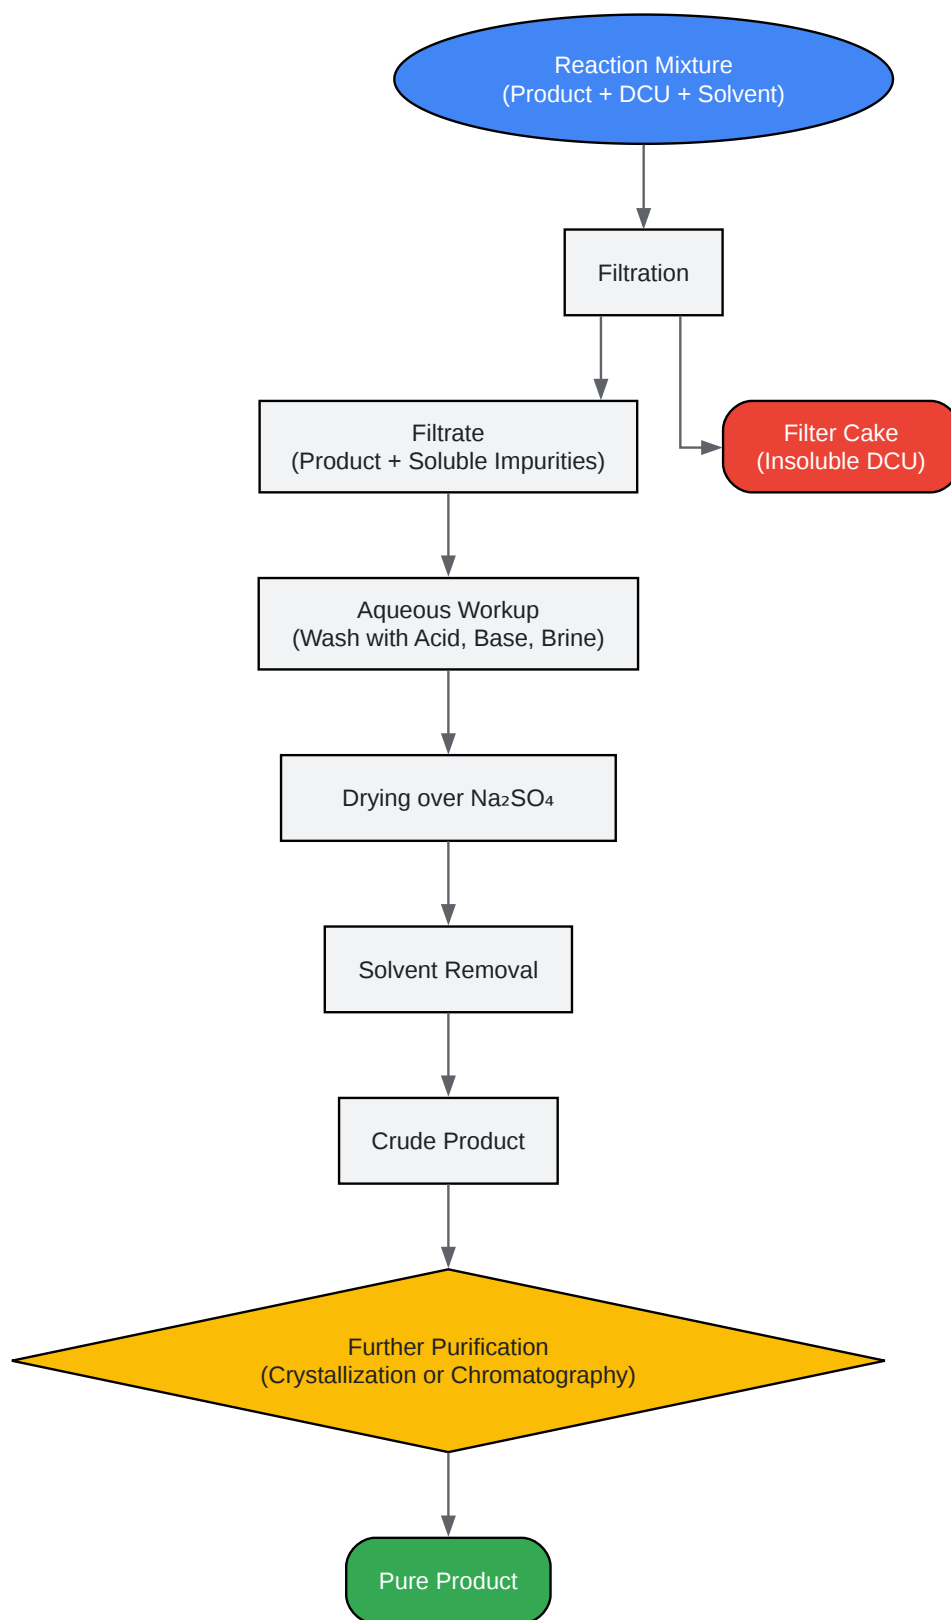 Reaction Mixture
(Product + DCU + Solvent)
Filtration
Filtrate
(Product + Soluble Impurities)
Filter Cake
(Insoluble DCU)
Aqueous Workup
(Wash with Acid, Base, Brine)
Drying over Na₂SO₄
Solvent Removal
Crude Product
Further Purification
(Crystallization or Chromatography)
Pure Product